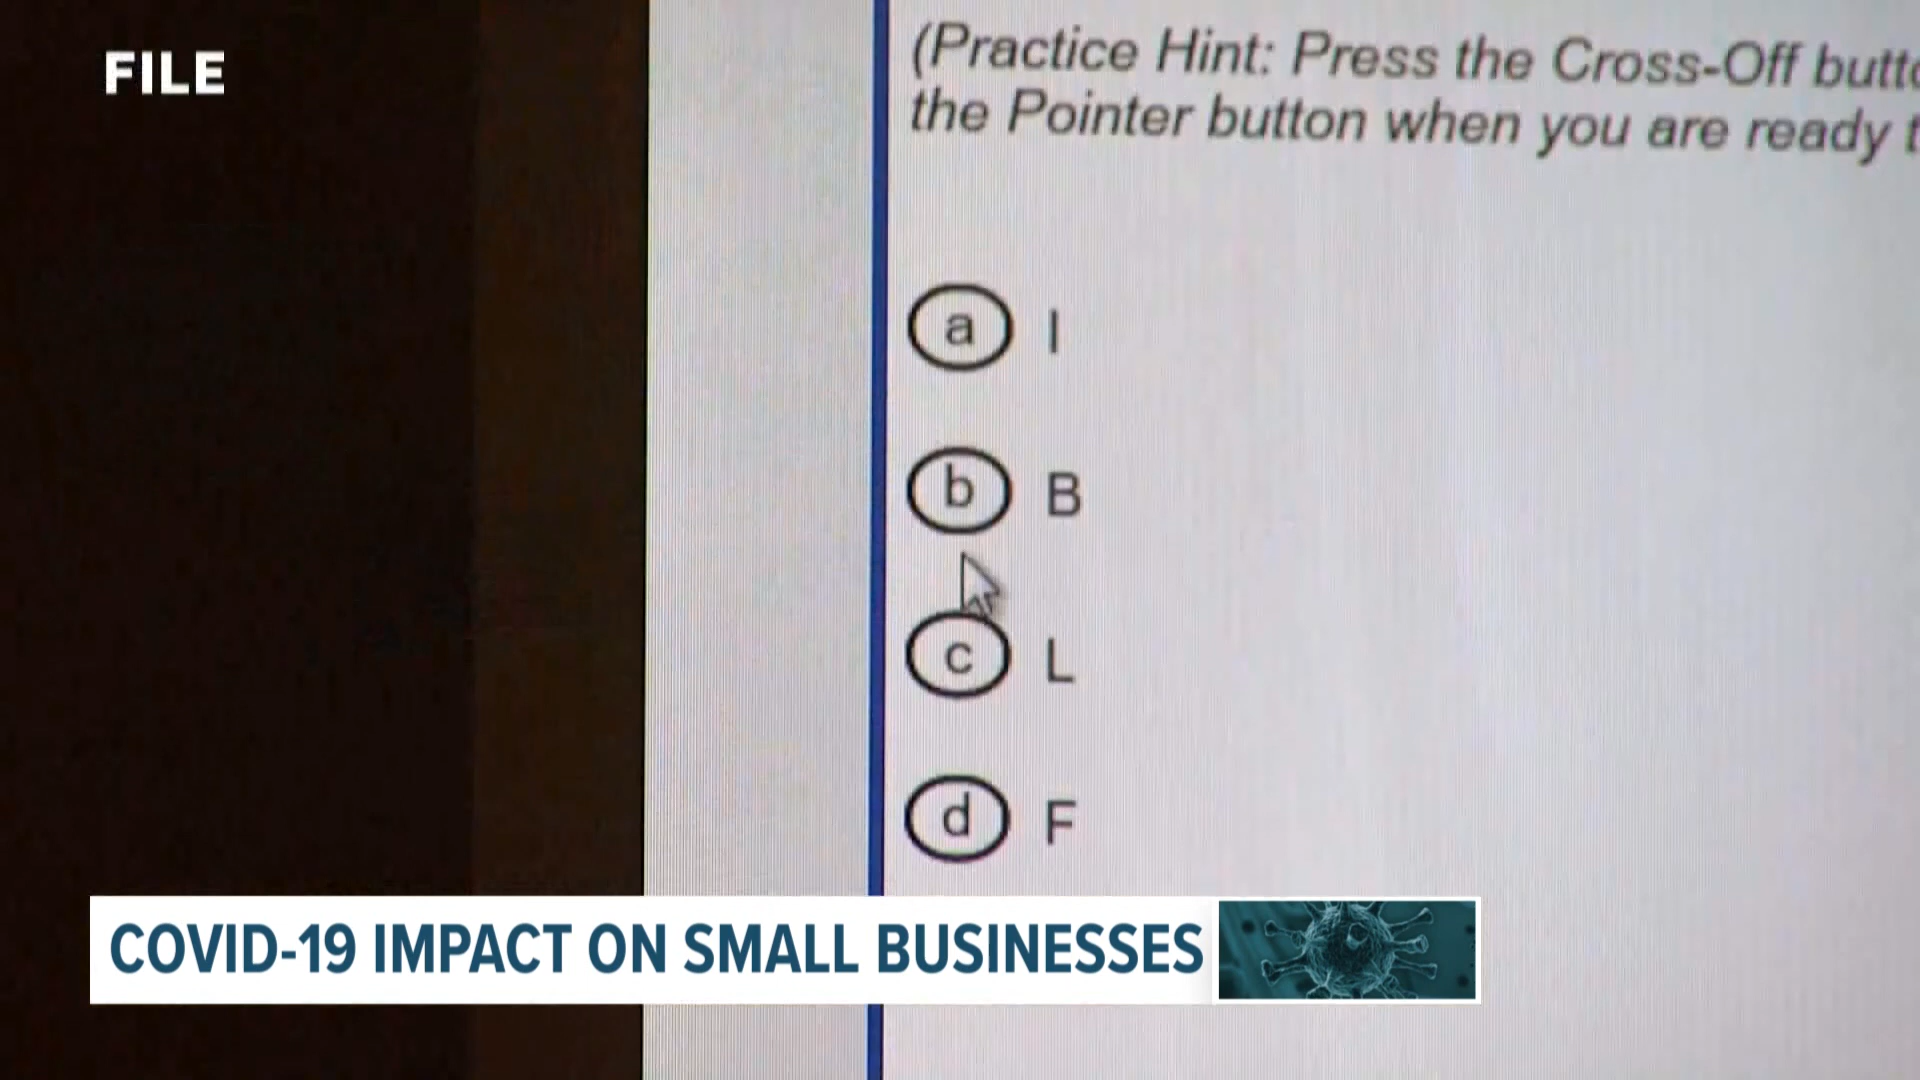 FILE
(Practice Hint: Press the Cross-Off
the Pointer button when you are ready
a I
b B
c L
d F
COVID-19 IMPACT ON SMALL BUSINESSES